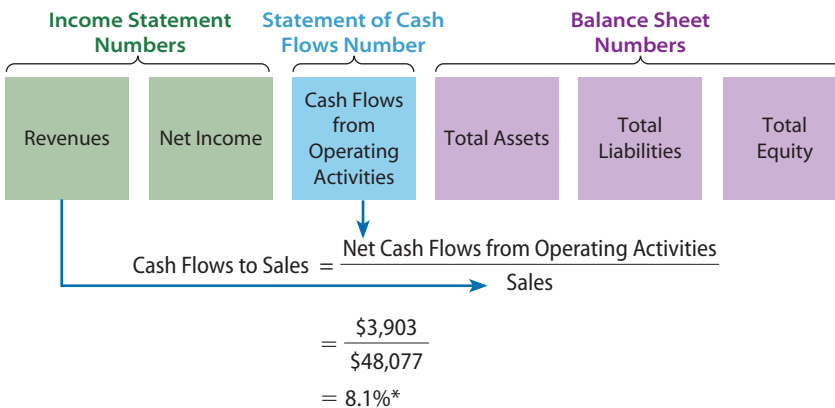 Income Statement
Numbers
Statement of Cash
Flows Number
Balance Sheet
Numbers
Revenues
Net Income
Cash Flows
from
Operating
Activities
Total Assets
Total
Liabilities
Total
Equity
Cash Flows to Sales = Net Cash Flows from Operating Activities
Sales
= $3,903
$48,077
= 8.1%*